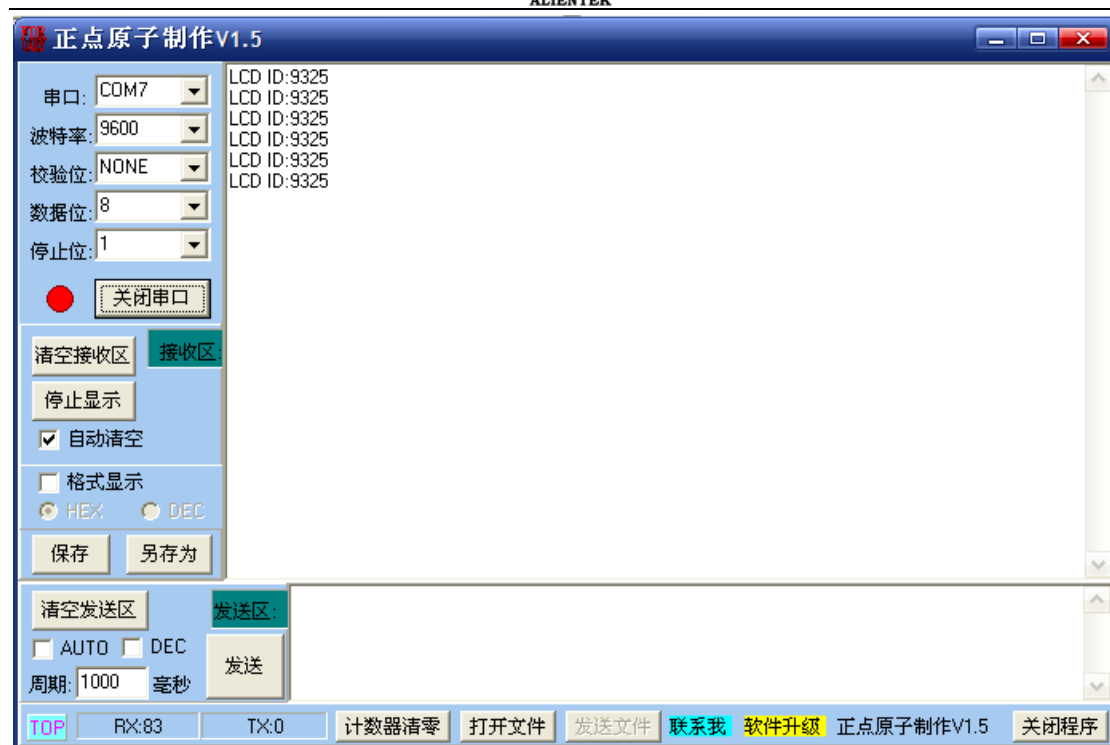 ALIENTEK
正点原子制作V1.5
串口: COM7
波特率: 9600
校验位: NONE
数据位: 8
停止位: 1
关闭串口
LCD ID:9325
LCD ID:9325
LCD ID:9325
LCD ID:9325
LCD ID:9325
LCD ID:9325
清空接收区 接收区:
停止显示
自动清空
格式显示
HEX DEC
保存 另存为
清空发送区 发送区:
AUTO DEC
发送
周期: 1000 毫秒
TOP RX:83 TX:0 计数器清零 打开文件 发送文件 联系我 软件升级 正点原子制作V1.5 关闭程序